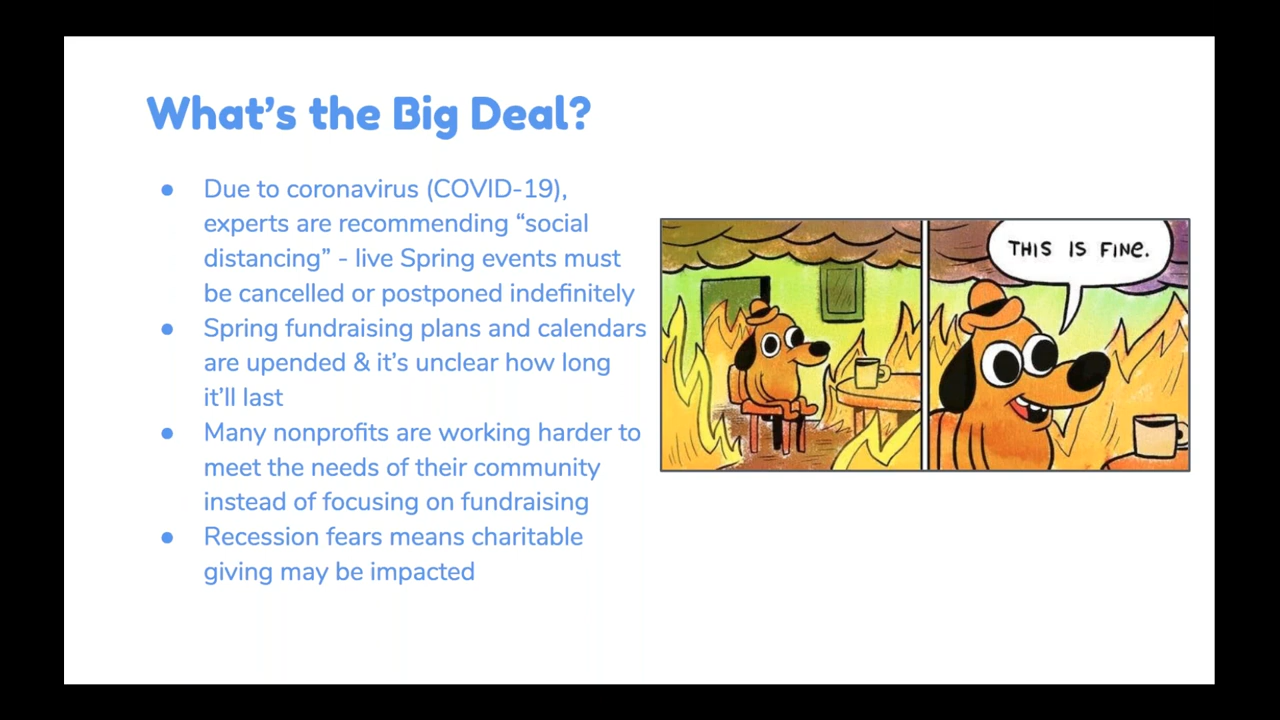 What's the Big Deal?
● Due to coronavirus (COVID-19),
experts are recommending “social
distancing” - live Spring events must
be cancelled or postponed indefinitely
● Spring fundraising plans and calendars
are upended & it's unclear how long
it'll last
● Many nonprofits are working harder to
meet the needs of their community
instead of focusing on fundraising
● Recession fears means charitable
giving may be impacted
THIS IS FINE.